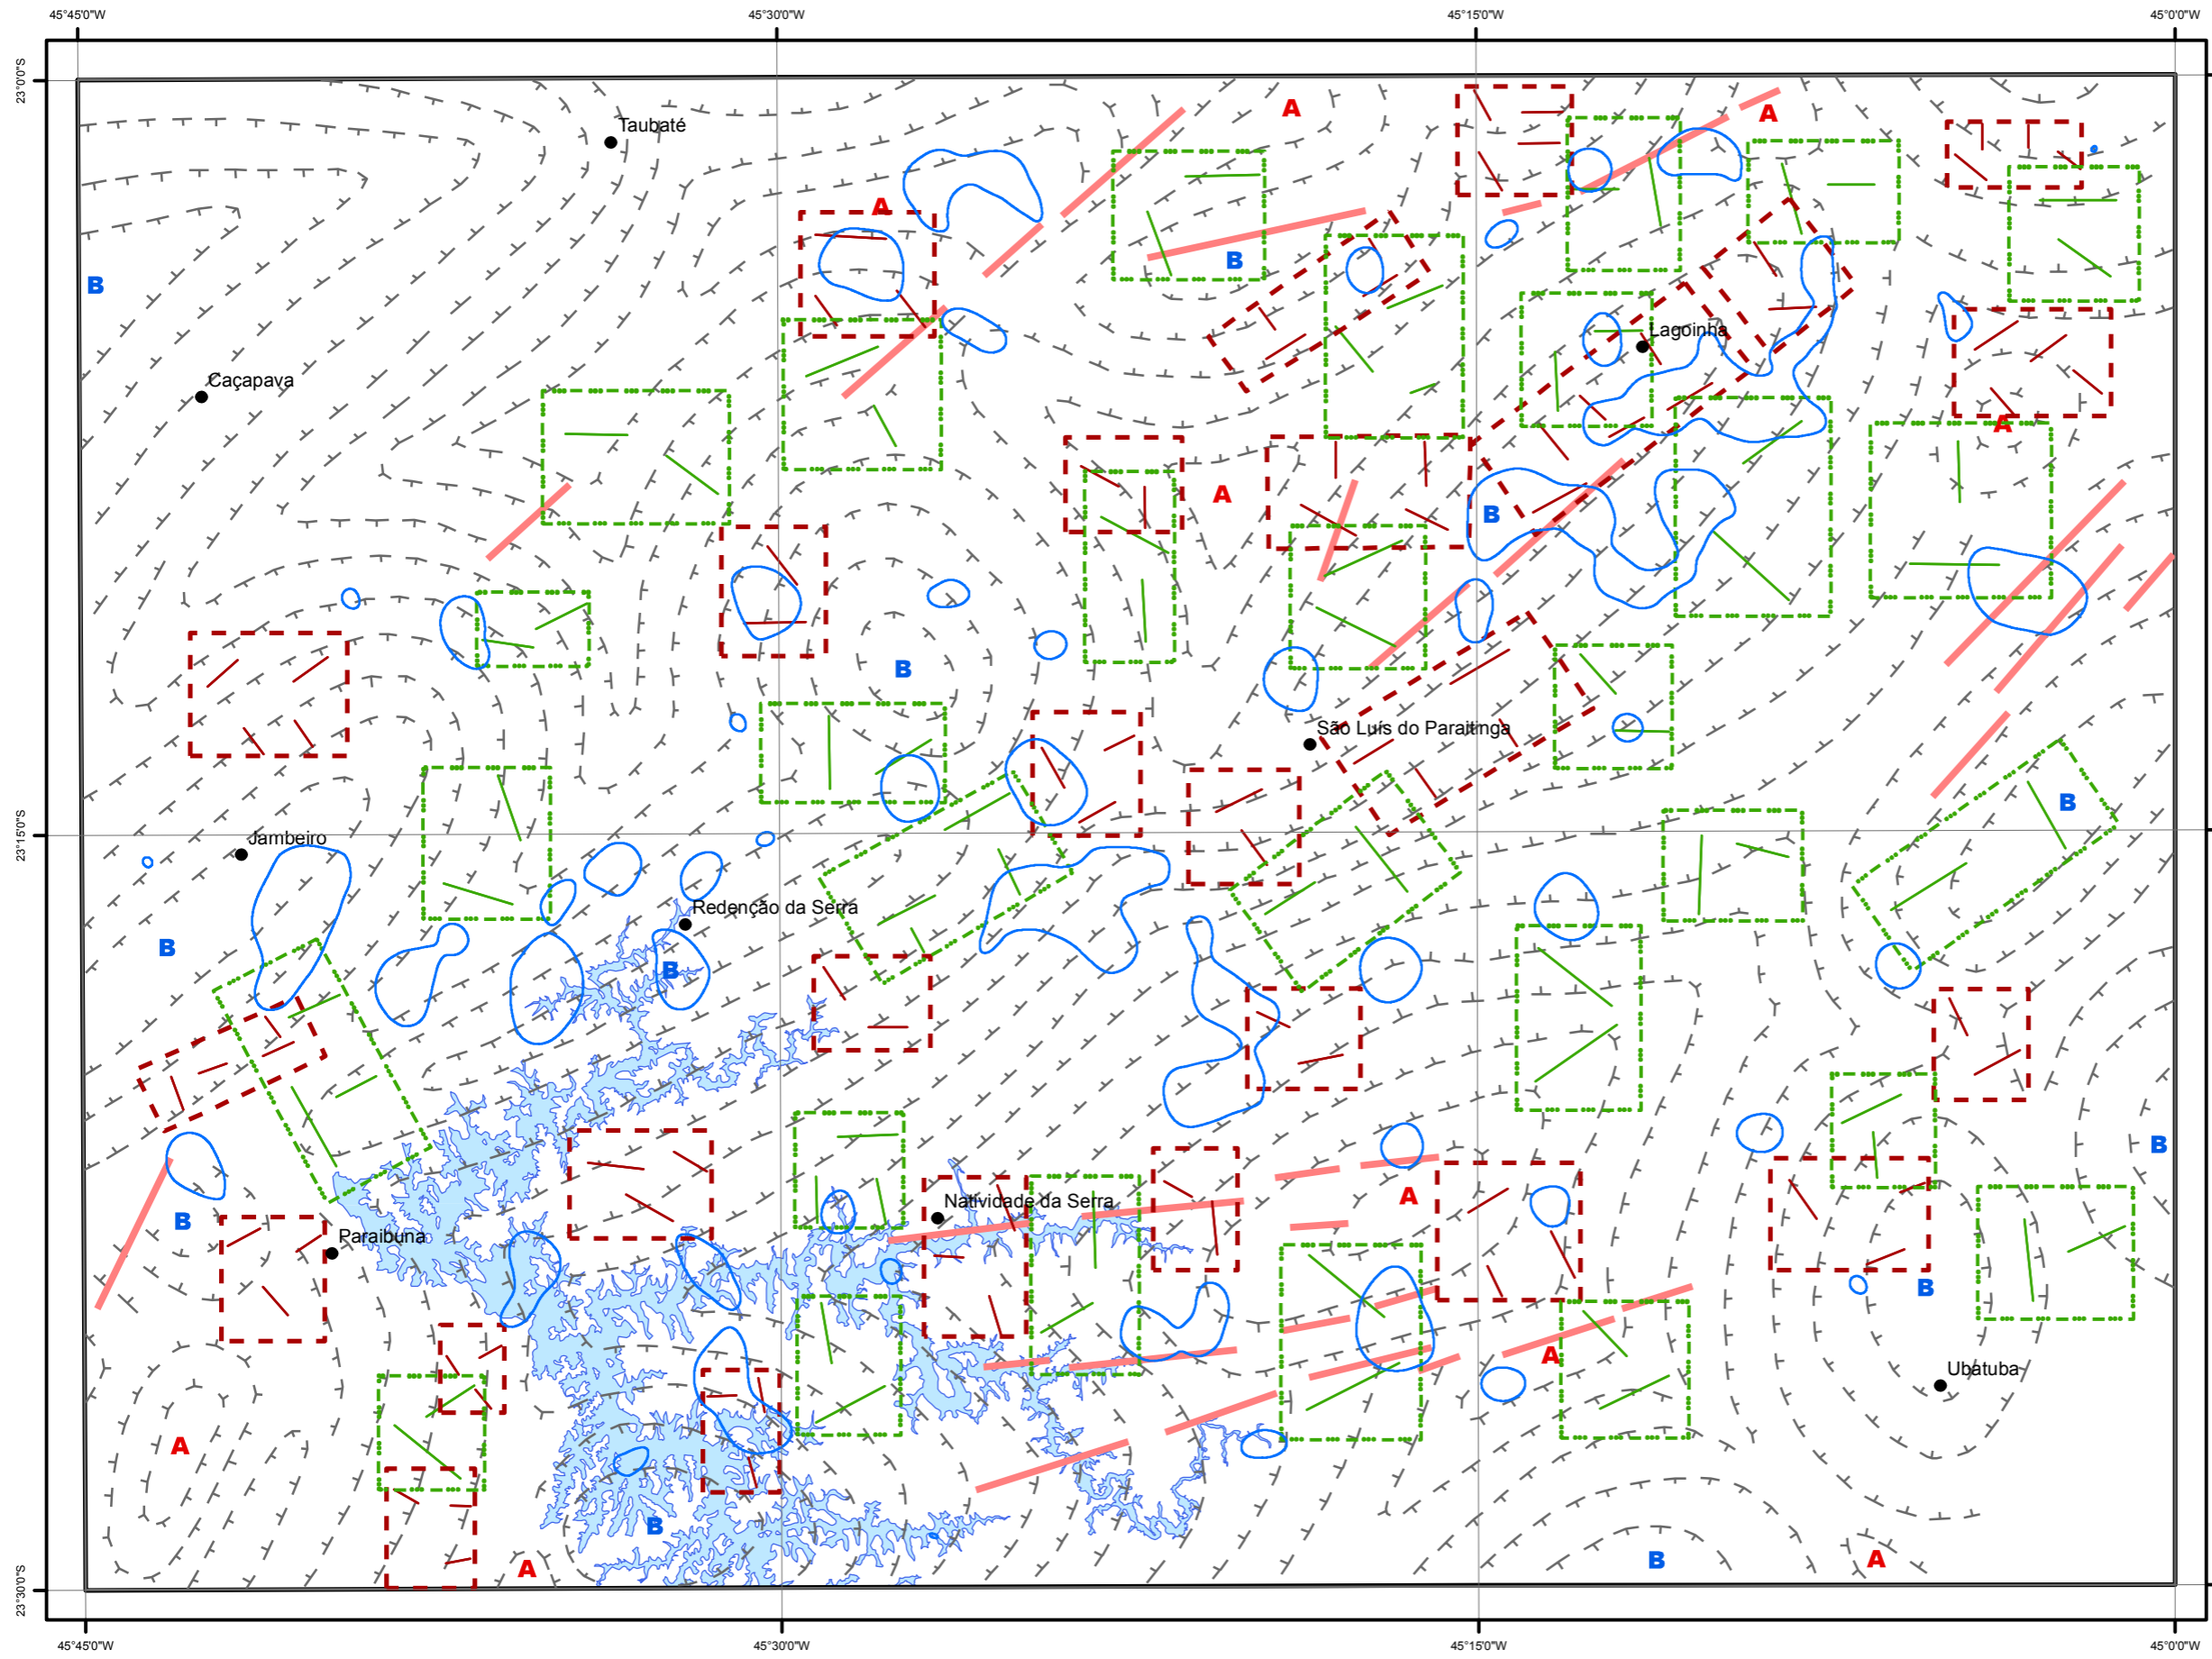 45°45'0"W 45°30'0"W 45°15'0"W 45°0'0"W
23°0'0"S
A
A
Taubaté
A
B
B
Lagoinha
Caçapava
A
A
B
B
São Luís do Paraitinga
B
23°15'0"S
Jambeiro
Redenção da Serra
B
B
B
A
Natividade da Serra
B
Paraibuna
B
A
Ubatuba
A
B
B
A
A
23°30'0"S
45°45'0"W 45°30'0"W 45°15'0"W 45°0'0"W